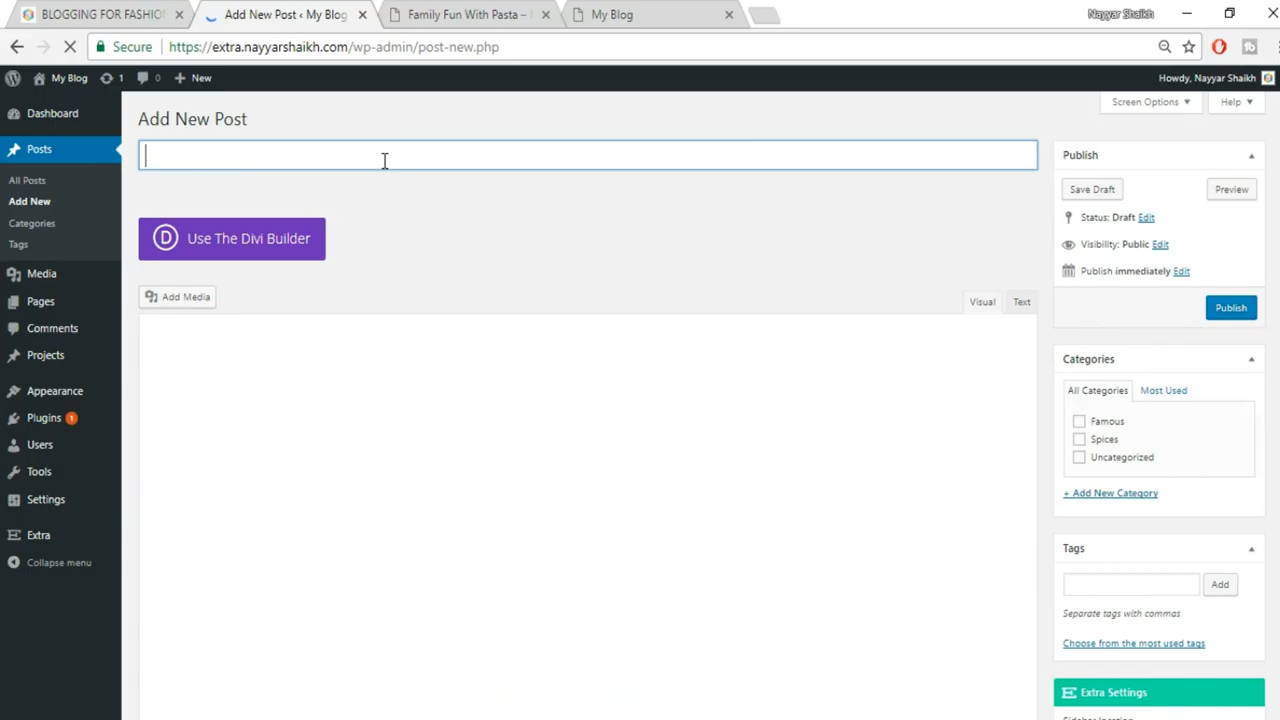 BLOGGING FOR FASHION
Add New Post ‹ My Blog
Family Fun With Pasta –
My Blog
Nayyar Shaikh
Secure
https://extra.nayyarshaikh.com/wp-admin/post-new.php
My Blog
1
0
New
Howdy, Nayyar Shaikh
Dashboard
Posts
All Posts
Add New
Categories
Tags
Media
Pages
Comments
Projects
Appearance
Plugins 1
Users
Tools
Settings
Extra
Collapse menu
Screen Options
Help
Add New Post
D Use The Divi Builder
Add Media
Visual
Text
Publish
Save Draft
Preview
Status: Draft Edit
Visibility: Public Edit
Publish immediately Edit
Publish
Categories
All Categories
Most Used
Famous
Spices
Uncategorized
+ Add New Category
Tags
Add
Separate tags with commas
Choose from the most used tags
Extra Settings
Sidebar location